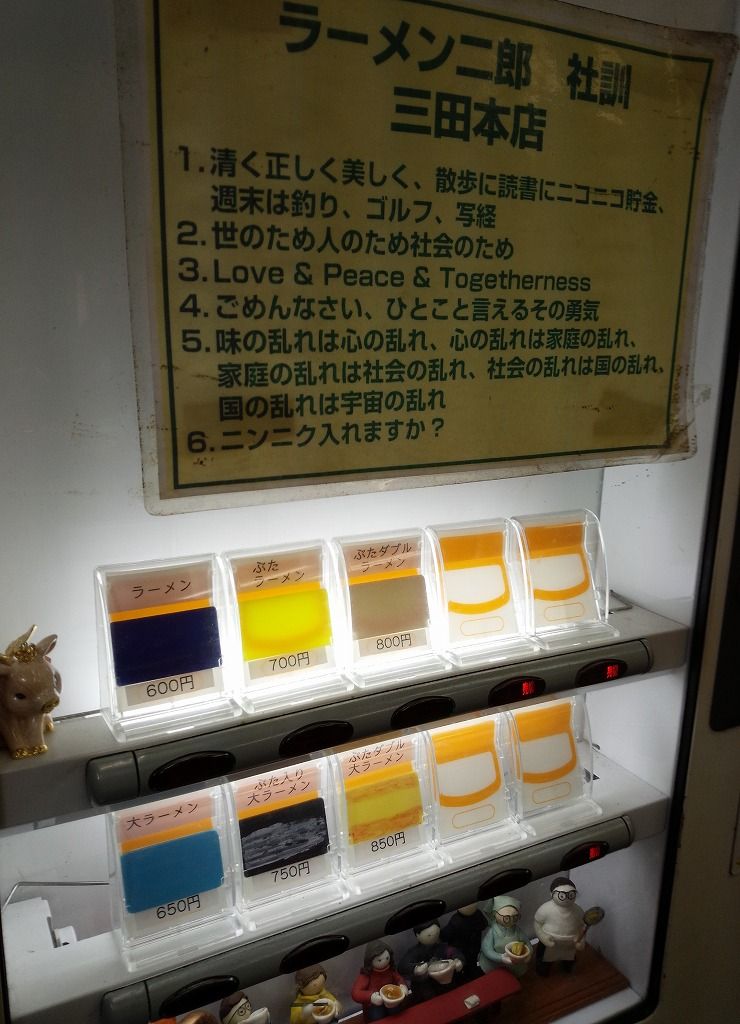 ラーメン二郎 社訓
三田本店
1.清く正しく美しく、散歩に読書にニコニコ貯金、
週末は釣り、ゴルフ、写経
2.世のため人のため社会のため
3.Love & Peace & Togetherness
4.ごめんなさい、ひとこと言えるその勇気
5.味の乱れは心の乱れ、心の乱れは家庭の乱れ、
家庭の乱れは社会の乱れ、社会の乱れは国の乱れ、
国の乱れは宇宙の乱れ
6.ニンニク入れますか？
ラーメン
600円
ぶた
ラーメン
700円
ぶたダブル
ラーメン
800円
大ラーメン
650円
ぶた入り
大ラーメン
750円
ぶたダブル
大ラーメン
850円